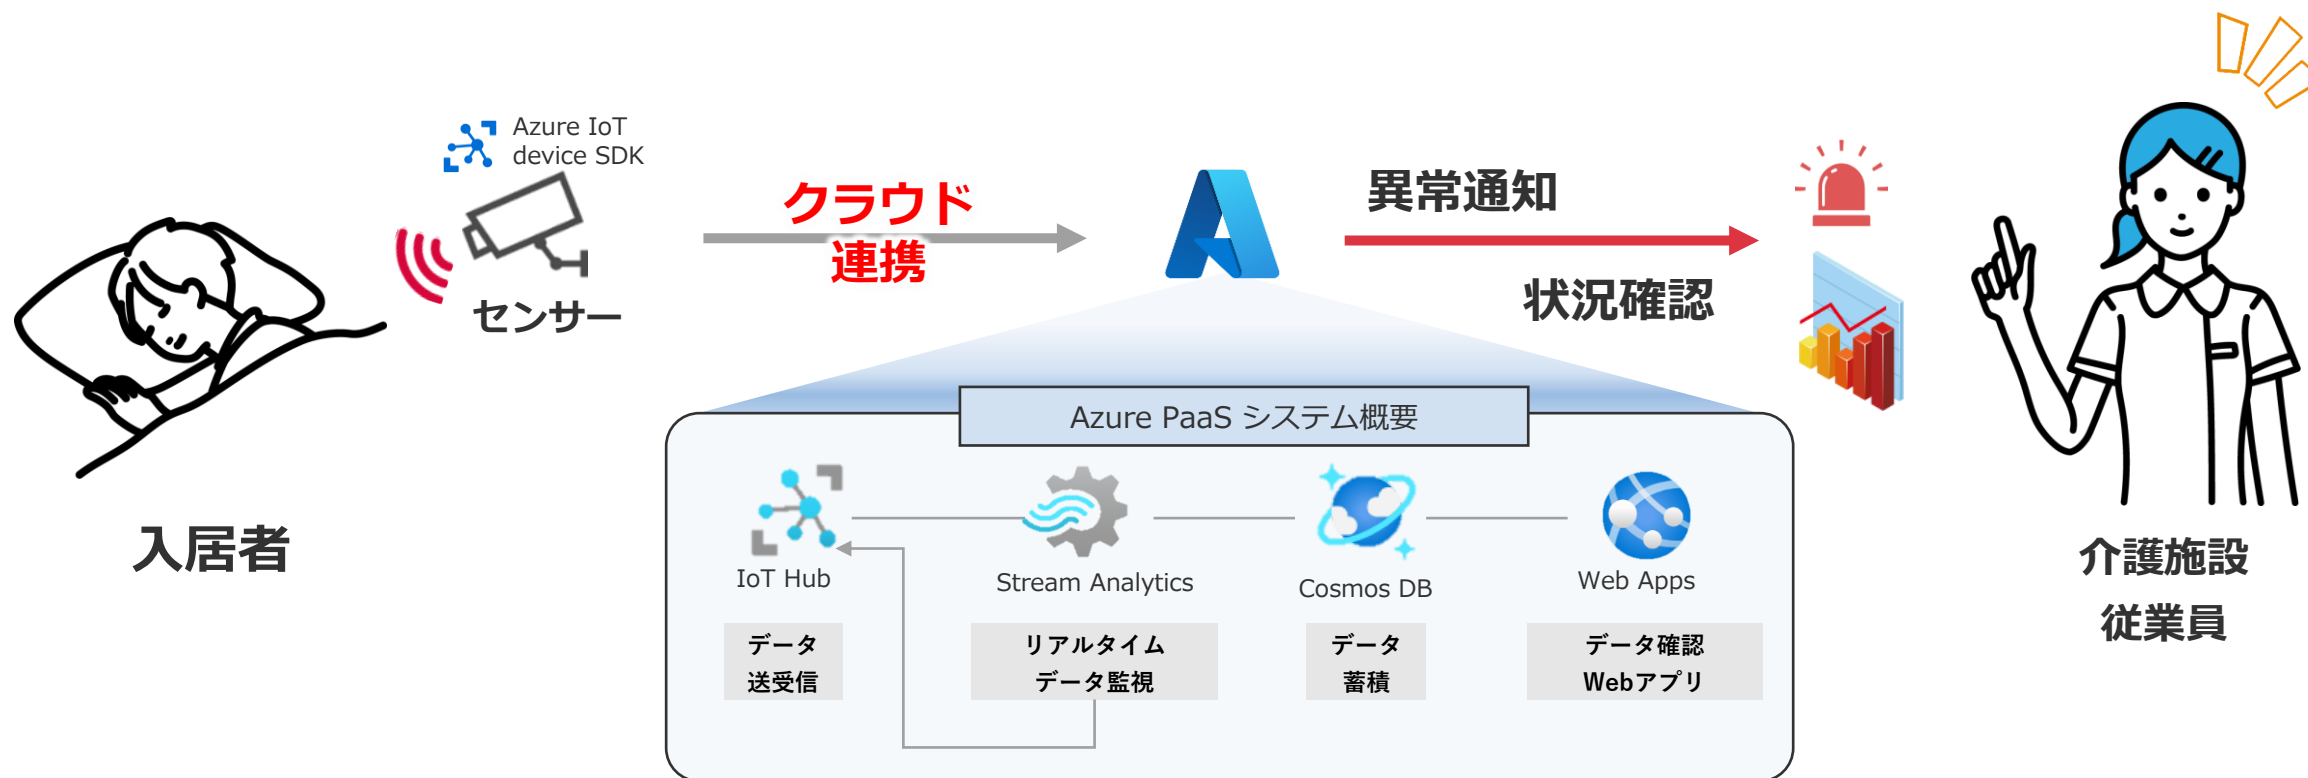 Azure IoT
device SDK
センサー
入居者
クラウド
連携
異常通知
状況確認
介護施設
従業員
Azure PaaS システム概要
IoT Hub
Stream Analytics
Cosmos DB
Web Apps
データ
送受信
リアルタイム
データ監視
データ
蓄積
データ確認
Webアプリ